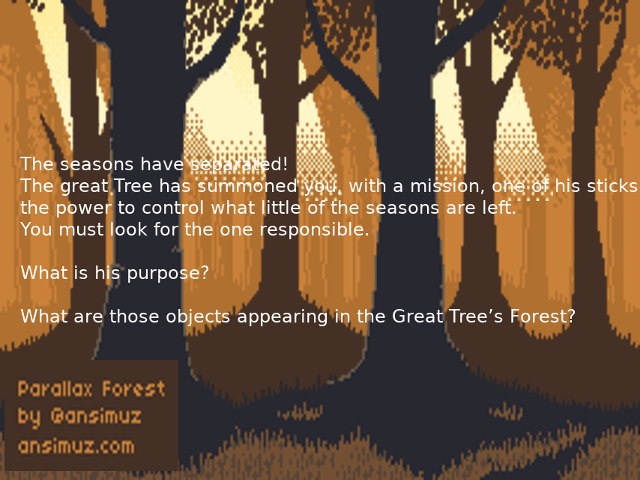 The seasons have separated!
The great Tree has summoned you, with a mission, one of his sticks
the power to control what little of the seasons are left.
You must look for the one responsible.
What is his purpose?
What are those objects appearing in the Great Tree’s Forest?
Parallax Forest
by @ansimuz
ansimuz.com